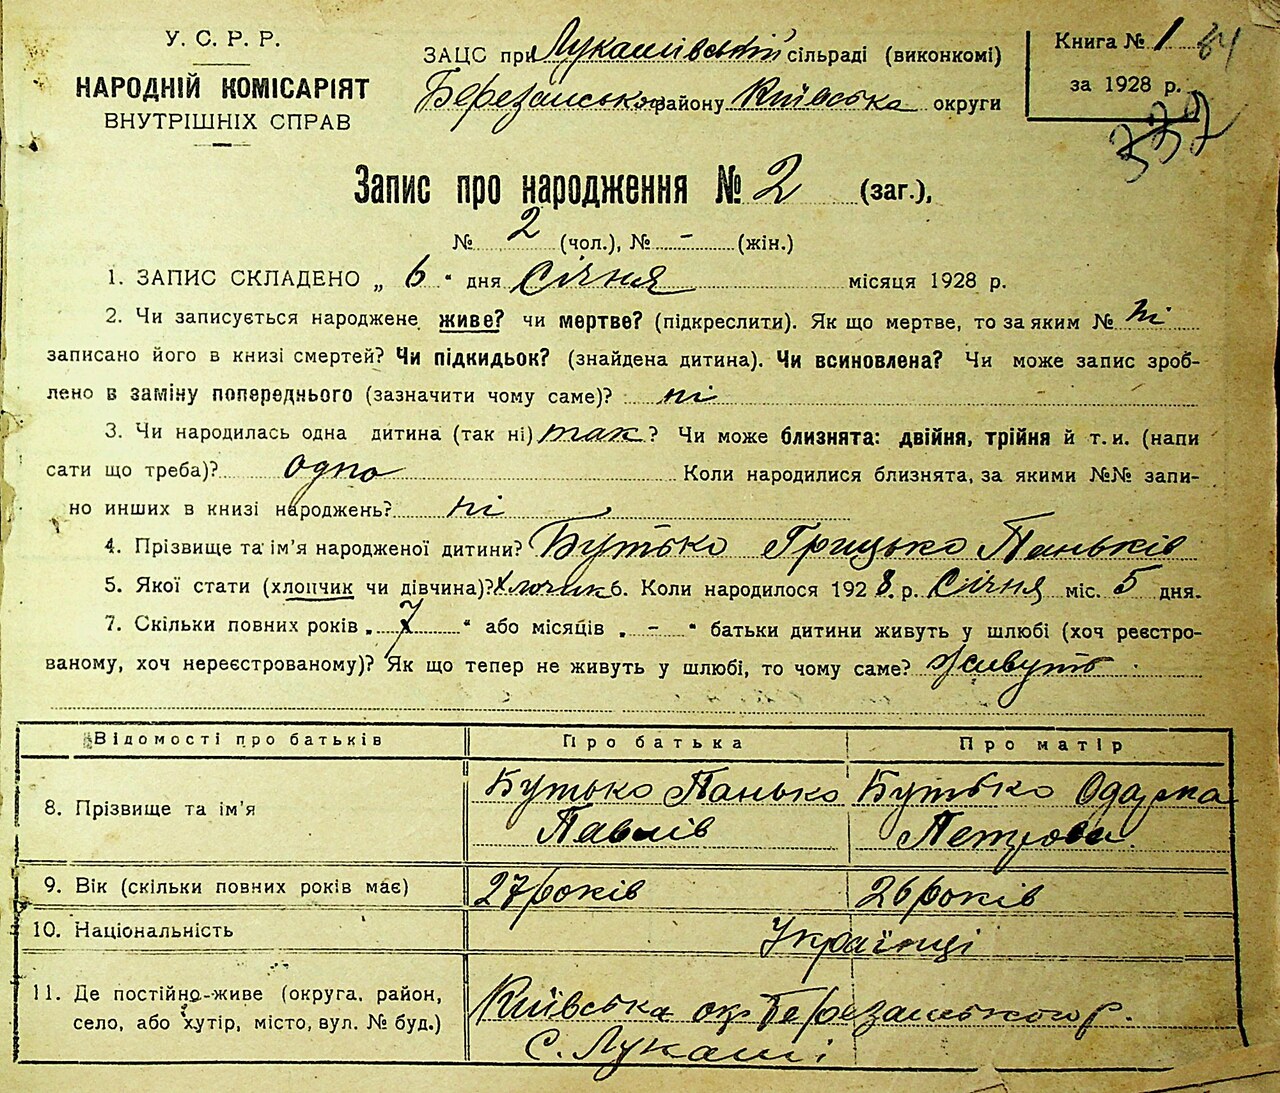 У. С. Р. Р.
НАРОДНІЙ КОМІСАРІЯТ
ВНУТРІШНІХ СПРАВ
ЗАЦС при Лукашівській сільраді (виконкомі)
Березанська району Київська округи
Книга № 1 84
за 1928 р.
337
Запис про народження № 2 (заг.),
№ 2 (чол.), № - (жін.)
1. ЗАПИС СКЛАДЕНО „ 6 “ дня Січня місяця 1928 р.
2. Чи записується народжене живе? чи мертве? (підкреслити). Як що мертве, то за яким № ні
записано його в книзі смертей? Чи підкидьок? (знайдена дитина). Чи всиновлена? Чи може запис зроб-
лено в заміну попереднього (зазначити чому саме)? ні
3. Чи народилась одна дитина (так ні) так? Чи може близнята: двійня, трійня й т. и. (напи
сати що треба)? одно Коли народилися близнята, за якими №№ запи-
но инших в книзі народжень? ні
4. Прізвище та ім’я народженої дитини? Бутько Грицько Паньків
5. Якої стати (хлопчик чи дівчина)? хлопчик 6. Коли народилося 1928 р. Січня міс. 5 дня.
7. Скільки повних років „ 7 “ або місяців „ - “ батьки дитини живуть у шлюбі (хоч реєстро-
ваному, хоч нереєстрованому)? Як що тепер не живуть у шлюбі, то чому саме? живуть
Відомості про батьків Про батька Про матір
8. Прізвище та ім’я
Бутько Панько Павлів
Бутько Одарка Петрова
9. Вік (скільки повних років має) 27 років 26 років
10. Національність Українці
11. Де постійно-живе (округа, район,
село, або хутір, місто, вул. № буд.)
Київська окр. Березанського р.
с. Лукаші